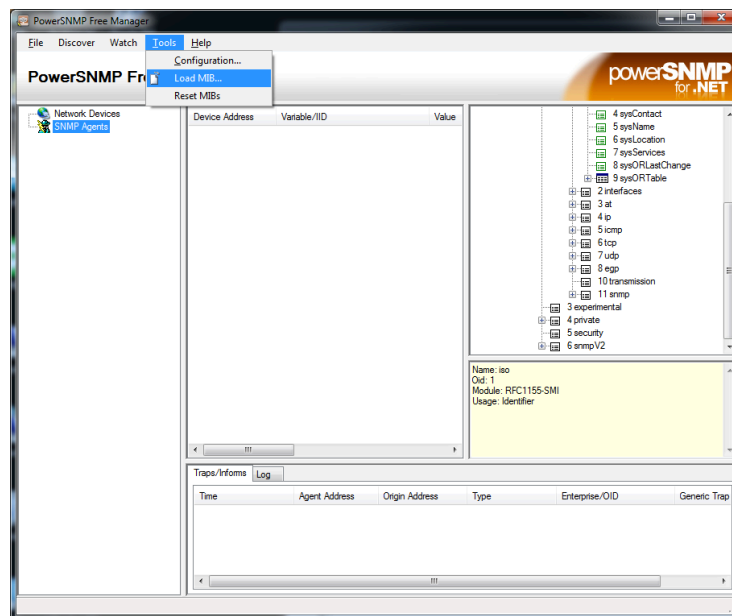 PowerSNMP Free Manager
File Discover Watch Tools Help
Configuration...
Load MIB...
Reset MIBs
PowerSNMP Fr
powerSNMP
for .NET
Network Devices
SNMP Agents
Device Address Variable/IID Value
4 sysContact
5 sysName
6 sysLocation
7 sysServices
8 sysORLastChange
9 sysORTable
2 interfaces
3 at
4 ip
5 icmp
6 tcp
7 udp
8 egp
10 transmission
11 snmp
3 experimental
4 private
5 security
6 snmpV2
Name: iso
Oid: 1
Module: RFC1155-SMI
Usage: Identifier
Traps/Informs Log
Time Agent Address Origin Address Type Enterprise/OID Generic Trap